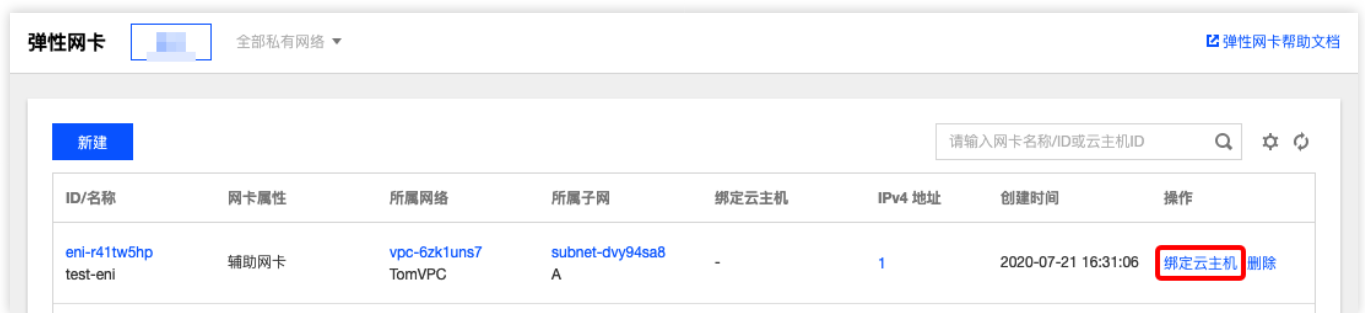 弹性网卡 全部私有网络 弹性网卡帮助文档
新建 请输入网卡名称/ID或云主机ID
ID/名称 网卡属性 所属网络 所属子网 绑定云主机 IPv4 地址 创建时间 操作
eni-r41tw5hp 辅助网卡 vpc-6zk1uns7 subnet-dvy94sa8 - 1 2020-07-21 16:31:06 绑定云主机 删除
test-eni TomVPC A